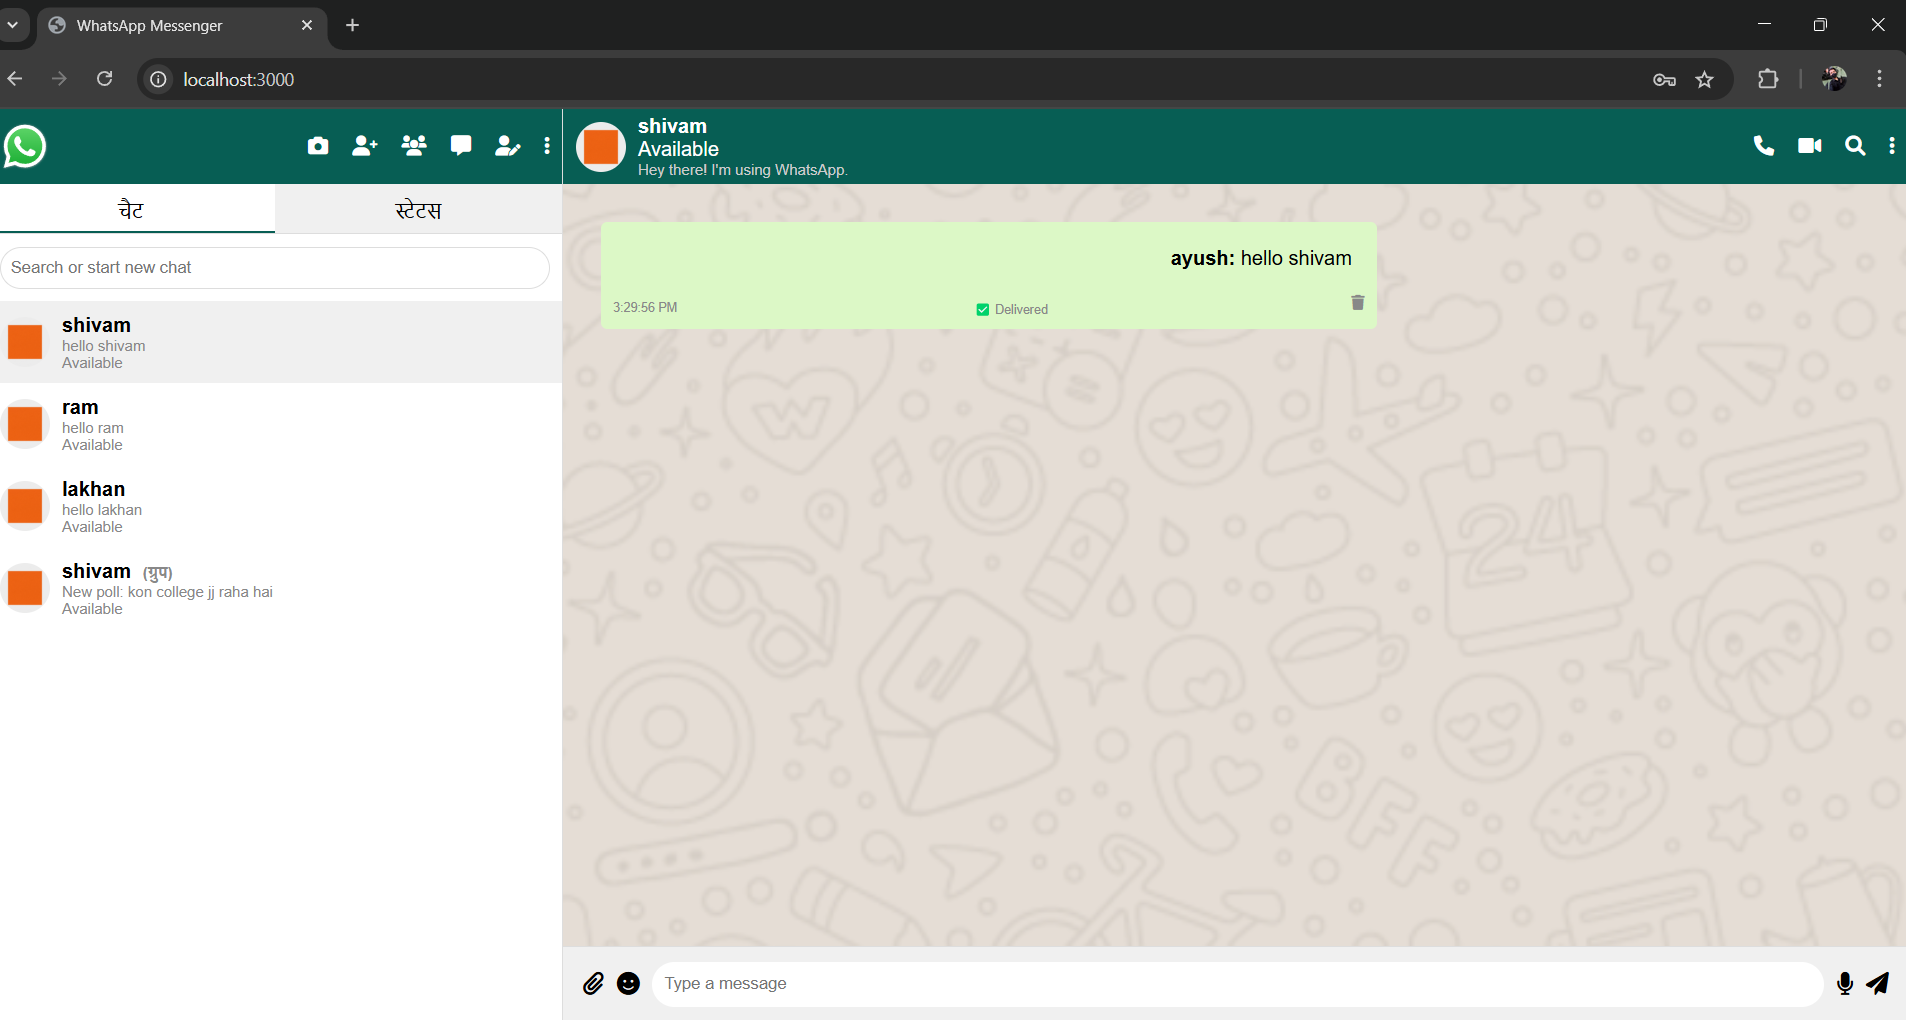 WhatsApp Messenger
localhost:3000
shivam
Available
Hey there! I'm using WhatsApp.
चैट
स्टेटस
Search or start new chat
shivam
hello shivam
Available
ram
hello ram
Available
lakhan
hello lakhan
Available
shivam (ग्रुप)
New poll: kon college jj raha hai
Available
ayush: hello shivam
3:29:56 PM
Delivered
W
24
BFF
Type a message